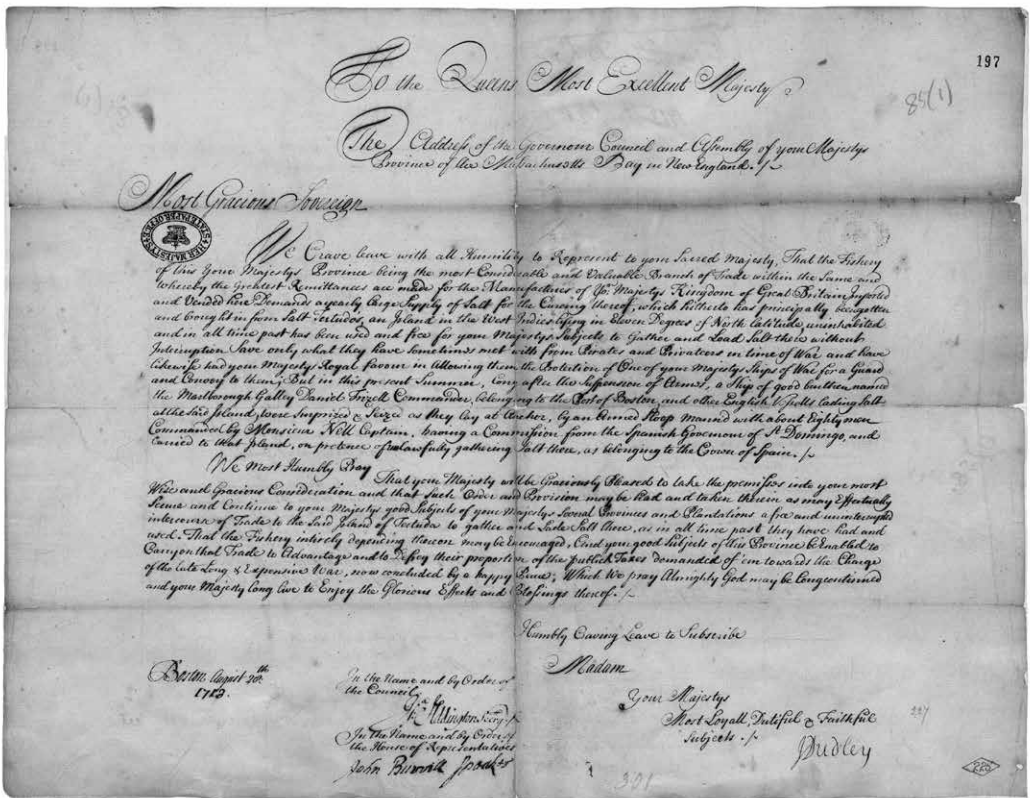 197
85(1)
To the Queens Most Excellent Majesty
The Address of the Governour Council and Assembly of your Majestys
Province of the Massachusetts Bay in New England. /
Most Gracious Sovereign
HER MAJESTY'S STATE PAPER OFFICE
We Crave leave with all Humility to Represent to your Sacred Majesty, That the Fishery
of this Your Majestys Province being the most Considerable and Valuable Branch of Trade within the Same and
whereby the Greatest Remittances are made for the Manufactures of Yor. Majestys Kingdom of Great Britain Imported
and Vended here Demands a yearly large Supply of Salt for the Curing thereof, which hitherto has principally been gotten
and brought in from Salt Tortudos, an Island in the West Indies lying in Eleven Degrees of North latitude, uninhabited
and in all time past has been used and free for your Majestys Subjects to Gather and Load Salt there without
Interruption Save only what they have sometimes met with from Pirates and Privateers in time of War and have
likewise had your Majestys Royal favour in allowing them the Protection of One of your Majestys Ships of War for a Guard
and Convoy to them; But in this present Summer, long after the Suspension of Arms, a Ship of good burthen named
the Marlborough Galley Daniel Frizell Commander, belonging to the Port of Boston, and other English Vessells lading Salt
at the said Island, were Surprized & Seized as they lay at Anchor, by an Armed Sloop Manned with about Eighty men
Commanded by Monsieur Nill Captain, having a Commission from the Spanish Governour of St. Domingo, and
carried to that Island, on pretence of unlawfully gathering Salt there, as belonging to the Crown of Spain. /
We Most Humbly Pray
That your Majesty will be Graciously Pleased to take the premisses into your most
Wise and Gracious Consideration and that Such Order and Provision may be had and taken therein as may Effectually
Secure and Continue to your Majestys good Subjects of your Majestys Several Provinces and Plantations a free and uninterrupted
intercourse of Trade to the Said Island of Tortuda to gather and Lade Salt there, as in all time past they have had and
used. That the Fishery intirely depending thereon may be Encouraged, And your good Subjects of this Province be Enabled to
Carry on that Trade to Advantage and to Defray their proportion of the publick Taxes demanded of 'em towards the Charge
of the late Long & Expensive War, now concluded by a happy Peace; Which We pray Almighty God may be long continued
and your Majesty long live to Enjoy the Glorious Effects and Blessings thereof. /
Humbly Craving Leave to Subscribe
Madam
Your Majestys
Most Loyall, Dutiful & Faithful
Subjects. /
J Dudley
Boston August 20th
1713.
In the Name and by Order of
the Council
Isa Addington Secry.
In the Name and by Order of
the House of Representatives
John Burrill Speaker
227
301